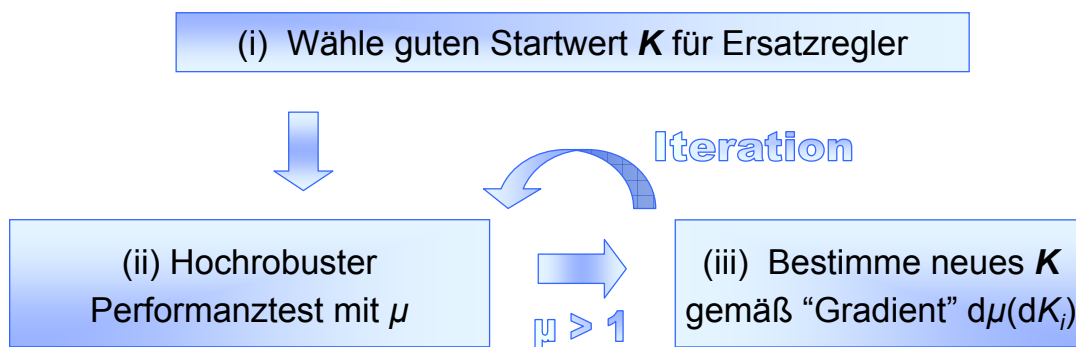 (i) Wähle guten Startwert K für Ersatzregler
Iteration
(ii) Hochrobuster
Performanztest mit µ
µ > 1
(iii) Bestimme neues K
gemäß “Gradient” dµ(dKi)